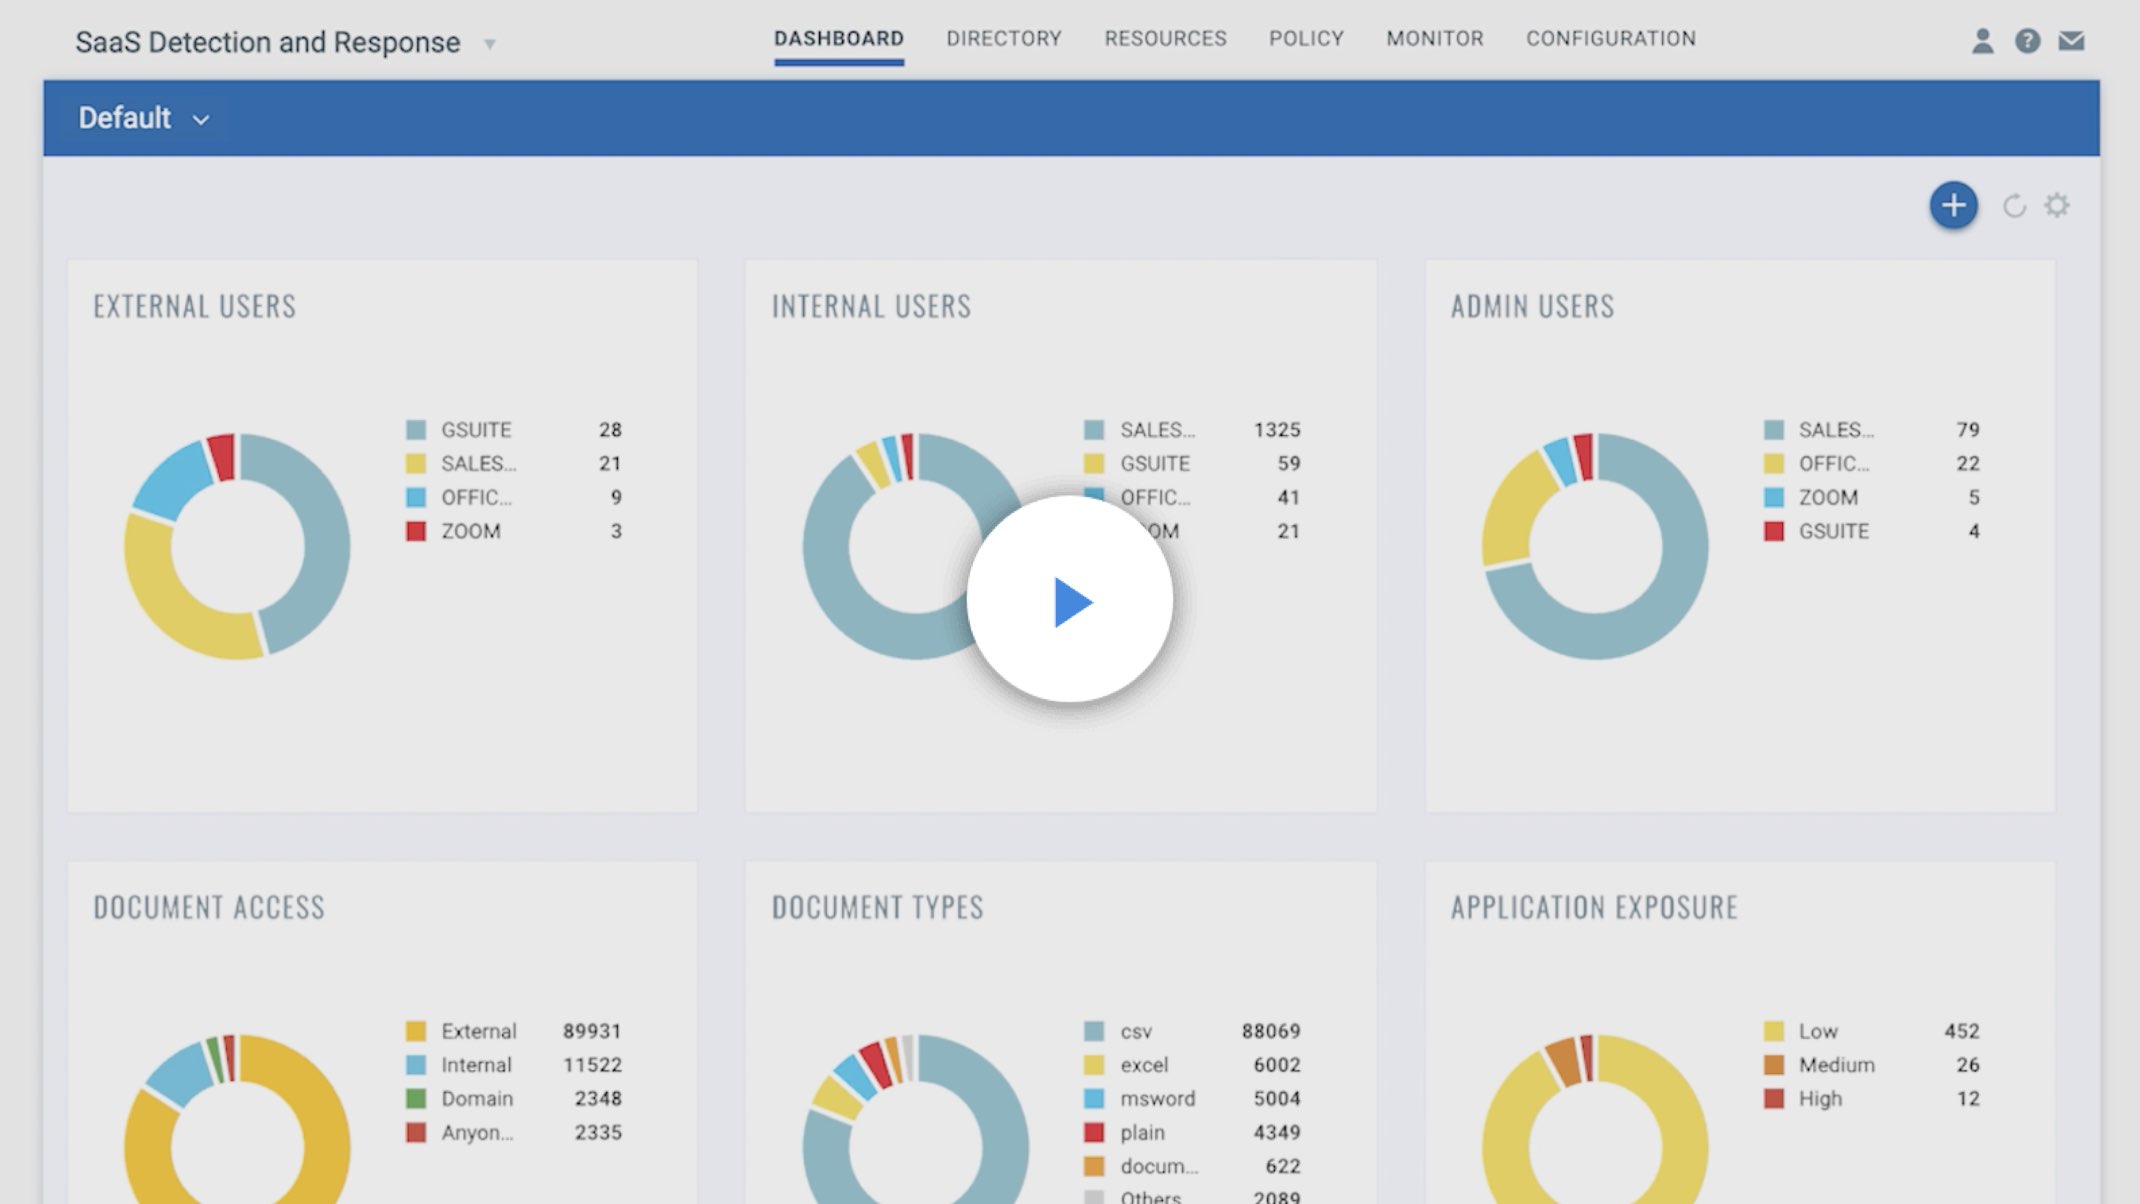 SaaS Detection and Response
DASHBOARD DIRECTORY RESOURCES POLICY MONITOR CONFIGURATION
Default
EXTERNAL USERS
GSUITE 28
SALES... 21
OFFIC... 9
ZOOM 3
INTERNAL USERS
SALES... 1325
GSUITE 59
OFFIC... 41
OM 21
ADMIN USERS
SALES... 79
OFFIC... 22
ZOOM 5
GSUITE 4
DOCUMENT ACCESS
External 89931
Internal 11522
Domain 2348
Anyon... 2335
DOCUMENT TYPES
csv 88069
excel 6002
msword 5004
plain 4349
docum... 622
Others 2089
APPLICATION EXPOSURE
Low 452
Medium 26
High 12